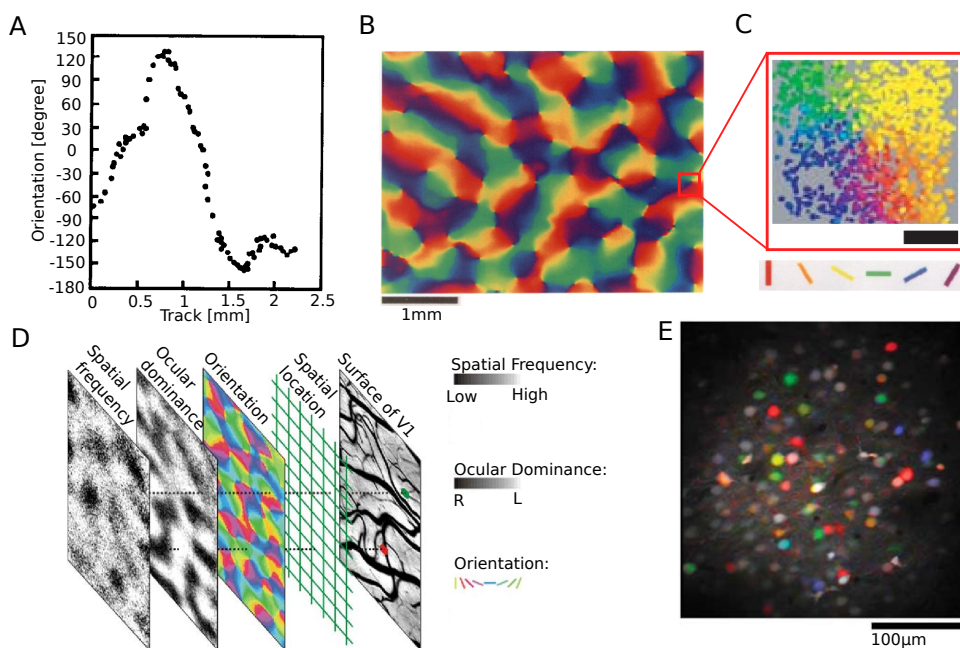 A
Orientation [degree]
150
120
90
60
30
0
-30
-70
-90
-120
-150
-180
0
0.5
1
1.5
2
2.5
Track [mm]
B
1mm
C
D
Spatial
frequency
Ocular
dominance
Orientation
Spatial
location
Surface of V1
Spatial Frequency:
Low High
Ocular Dominance:
R L
Orientation:
E
100μm